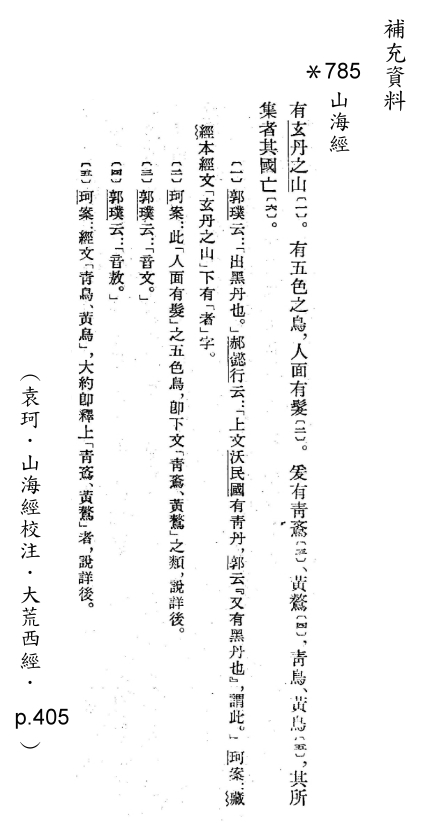 補充資料
*785
山海經
有玄丹之山〔一〕。有五色之鳥,人面有髮〔二〕。爰有青鴍〔三〕、黃鷔〔四〕,青鳥、黃鳥〔五〕,其所
集者其國亡〔六〕。
〔一〕郭璞云:「出黑丹也。」郝懿行云:「上文沃民國有青丹,郭云『又有黑丹也』,謂此。」珂案:藏
經本經文「玄丹之山」下有「者」字。
〔二〕珂案:此「人面有髮」之五色鳥,卽下文「青鴍、黃鷔」之類,說詳後。
〔三〕郭璞云:「音文。」
〔四〕郭璞云:「音敖。」
〔五〕珂案:經文「青鳥、黃鳥」,大約卽釋上「青鴍、黃鷔」者,說詳後。
(袁珂.山海經校注.大荒西經.
p.405
)